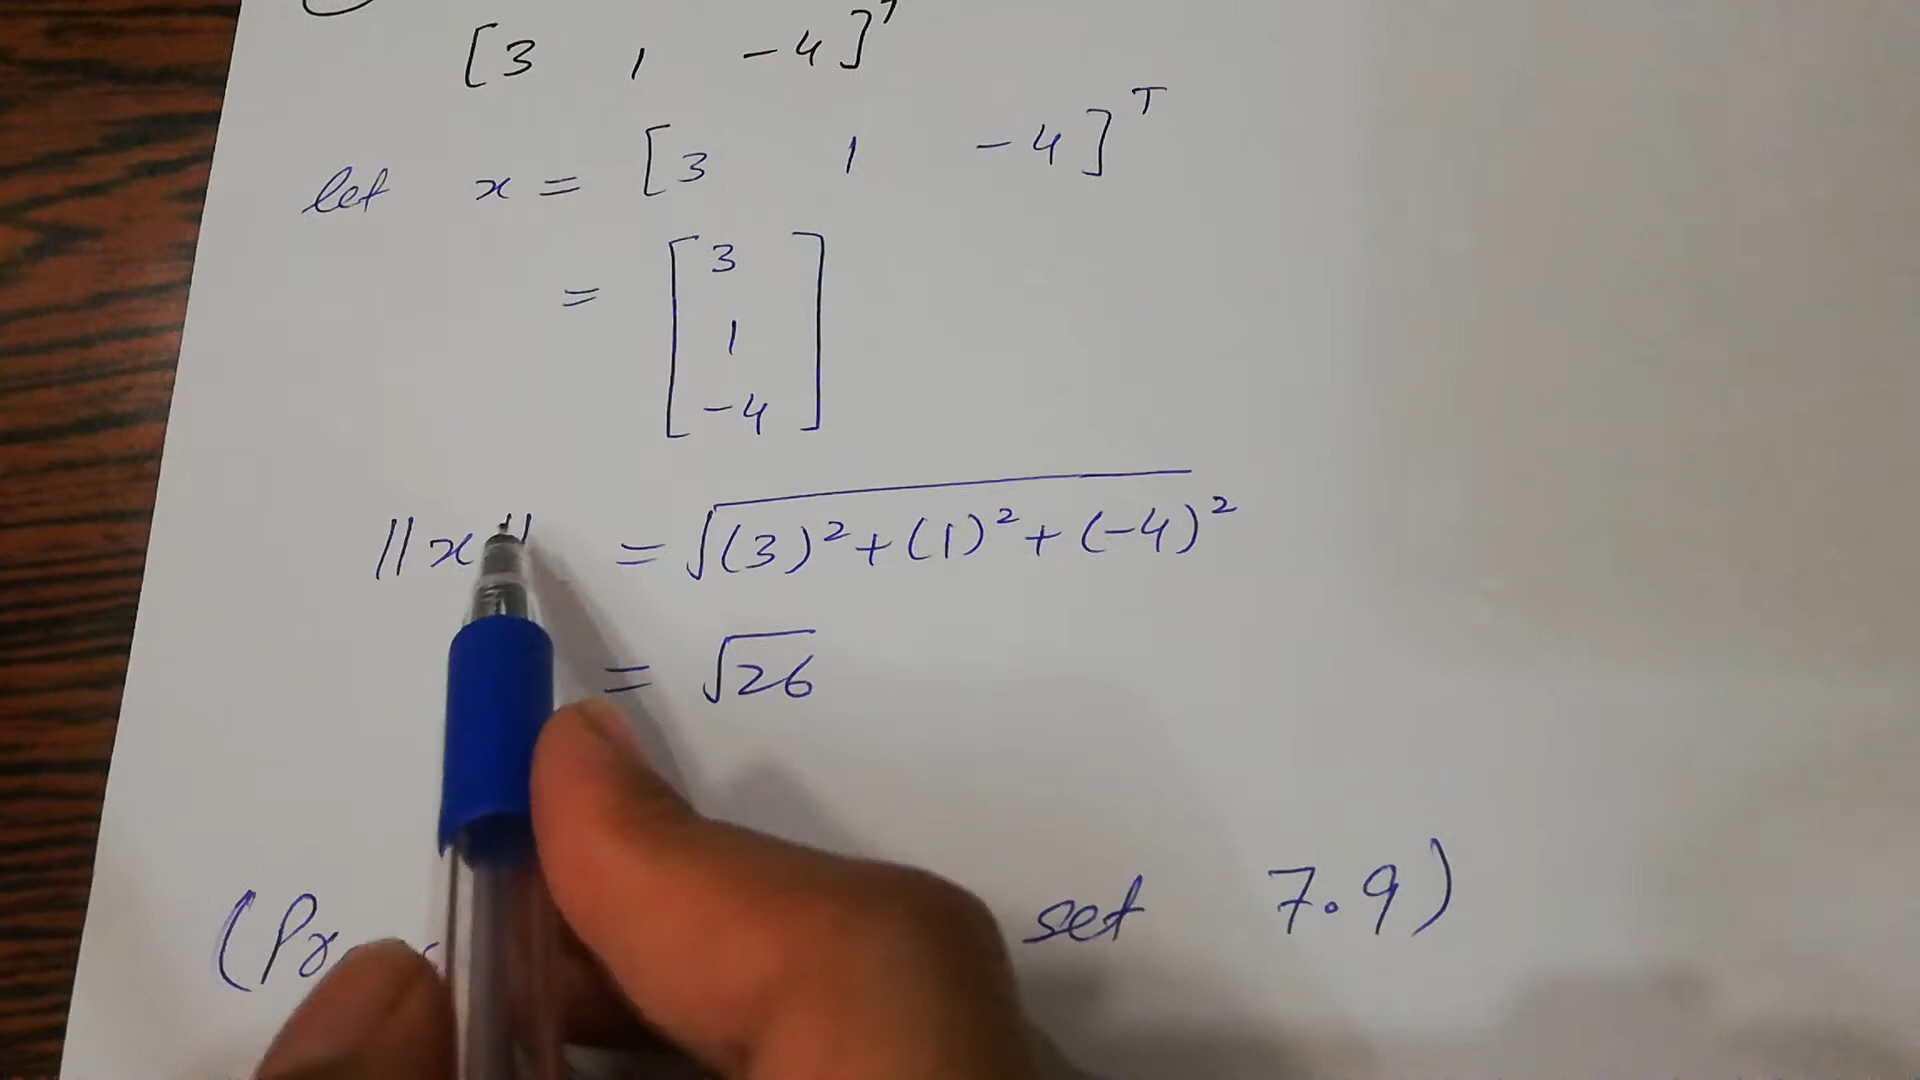 [3 1 -4]ᵀ
let x = [3 1 -4]ᵀ
= [3
1
-4]
||x|| = √(3)² + (1)² + (-4)²
= √26
set 7.9)